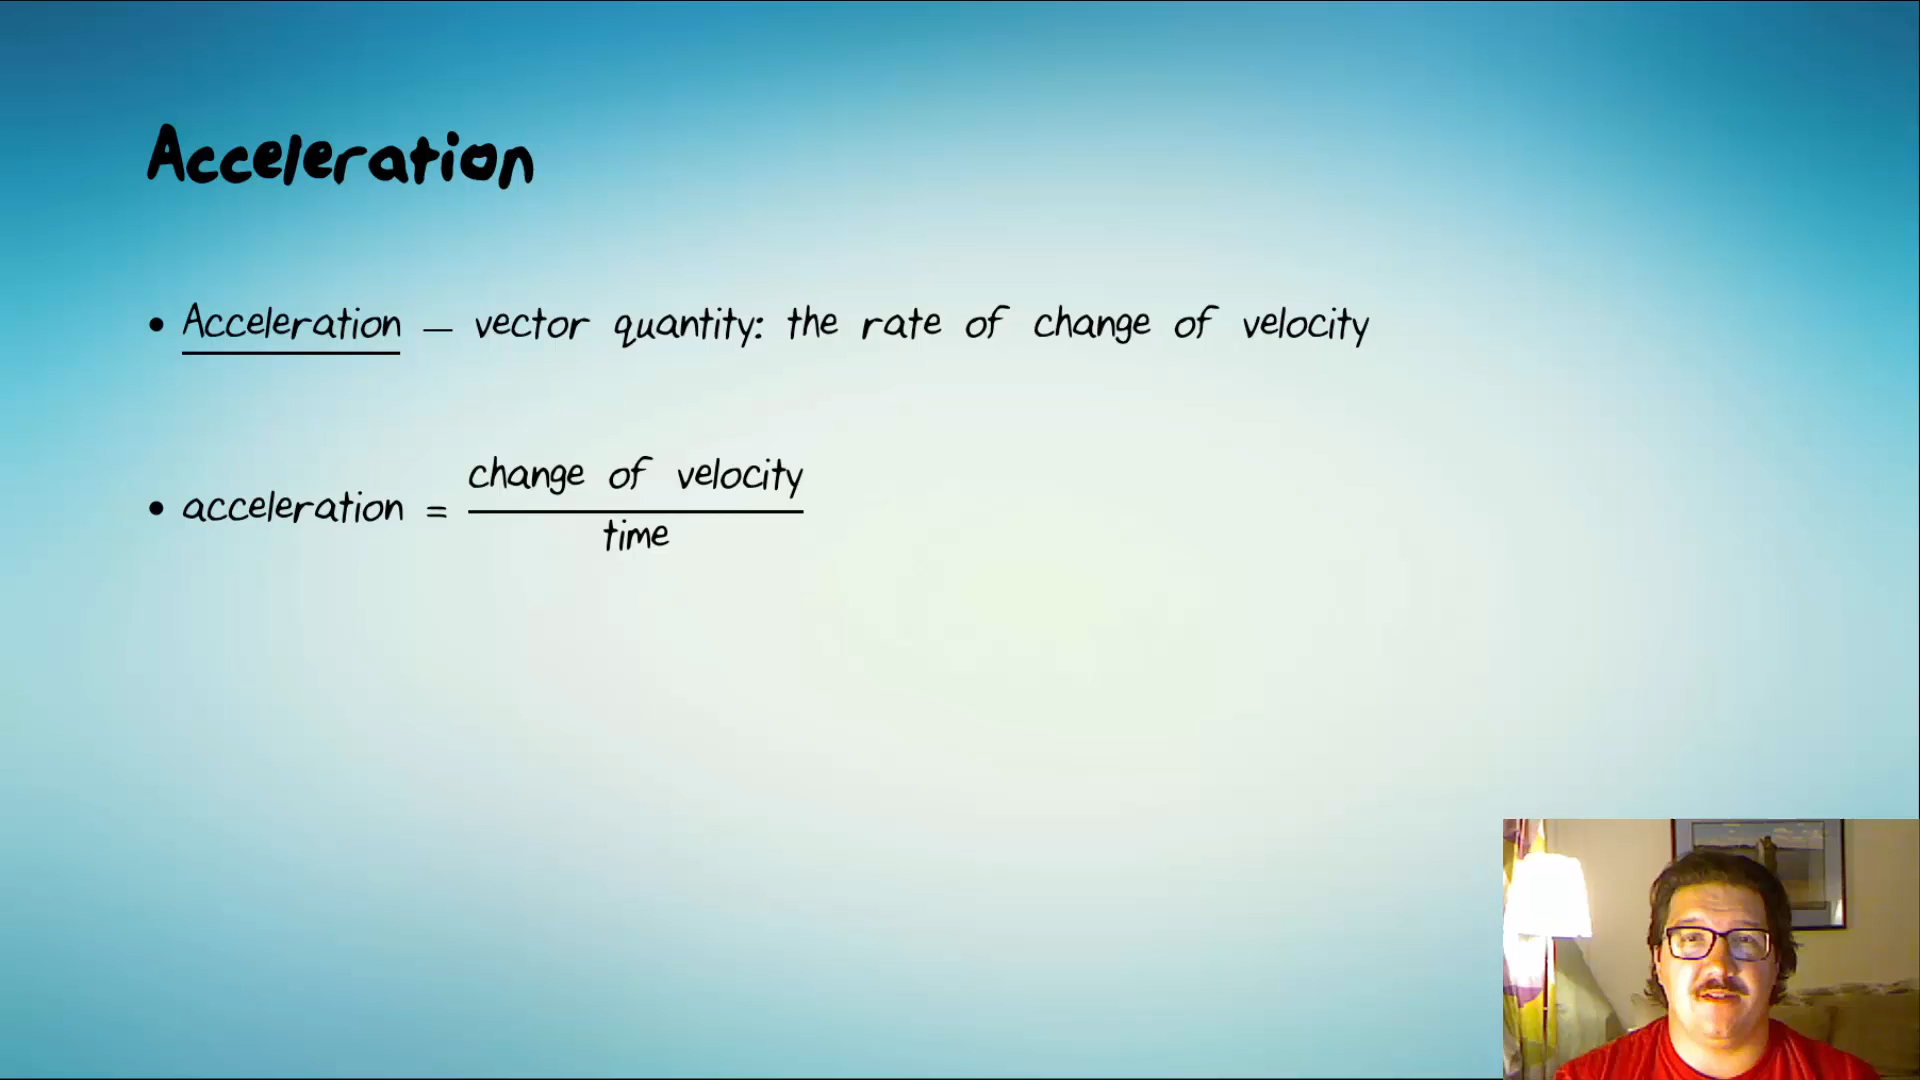 Acceleration
• Acceleration – vector quantity: the rate of change of velocity
• acceleration = change of velocity
time